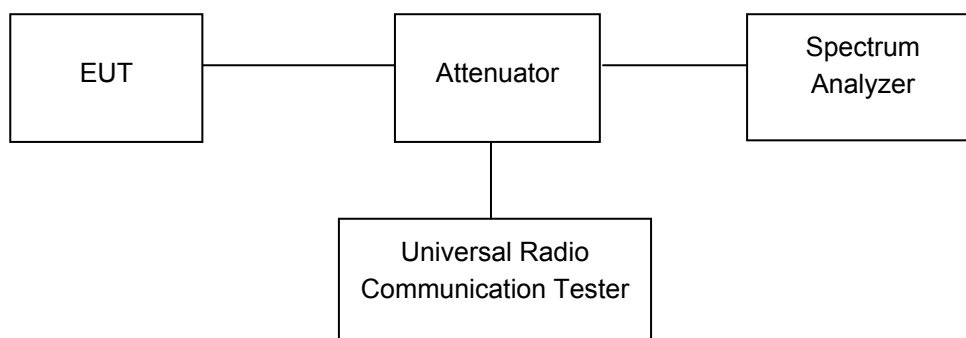 EUT
Attenuator
Spectrum
Analyzer
Universal Radio
Communication Tester